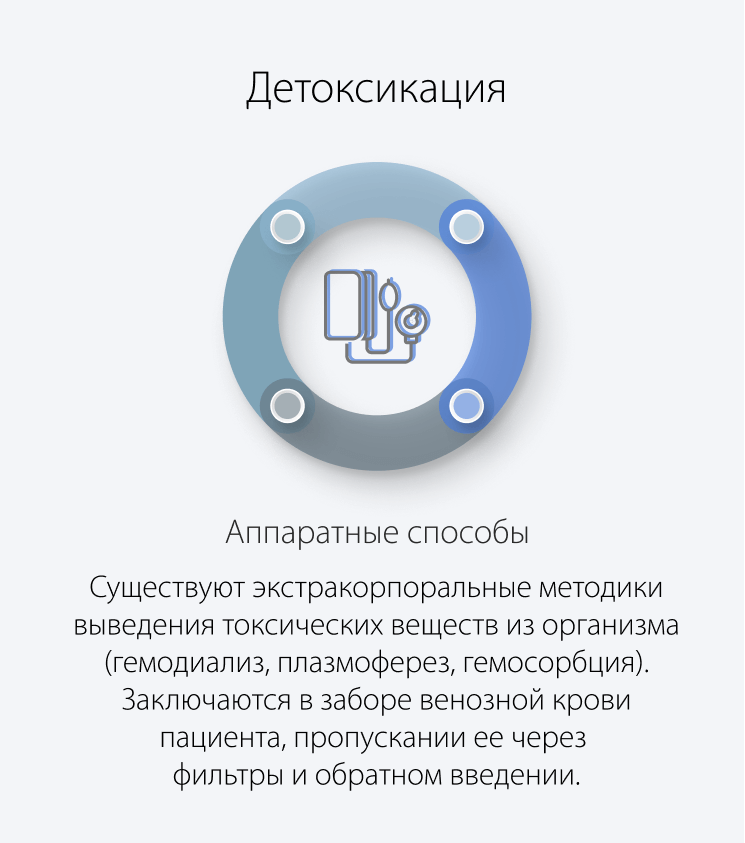 Детоксикация
Аппаратные способы
Существуют экстракорпоральные методики
выведения токсических веществ из организма
(гемодиализ, плазмоферез, гемосорбция).
Заключаются в заборе венозной крови
пациента, пропускании ее через
фильтры и обратном введении.